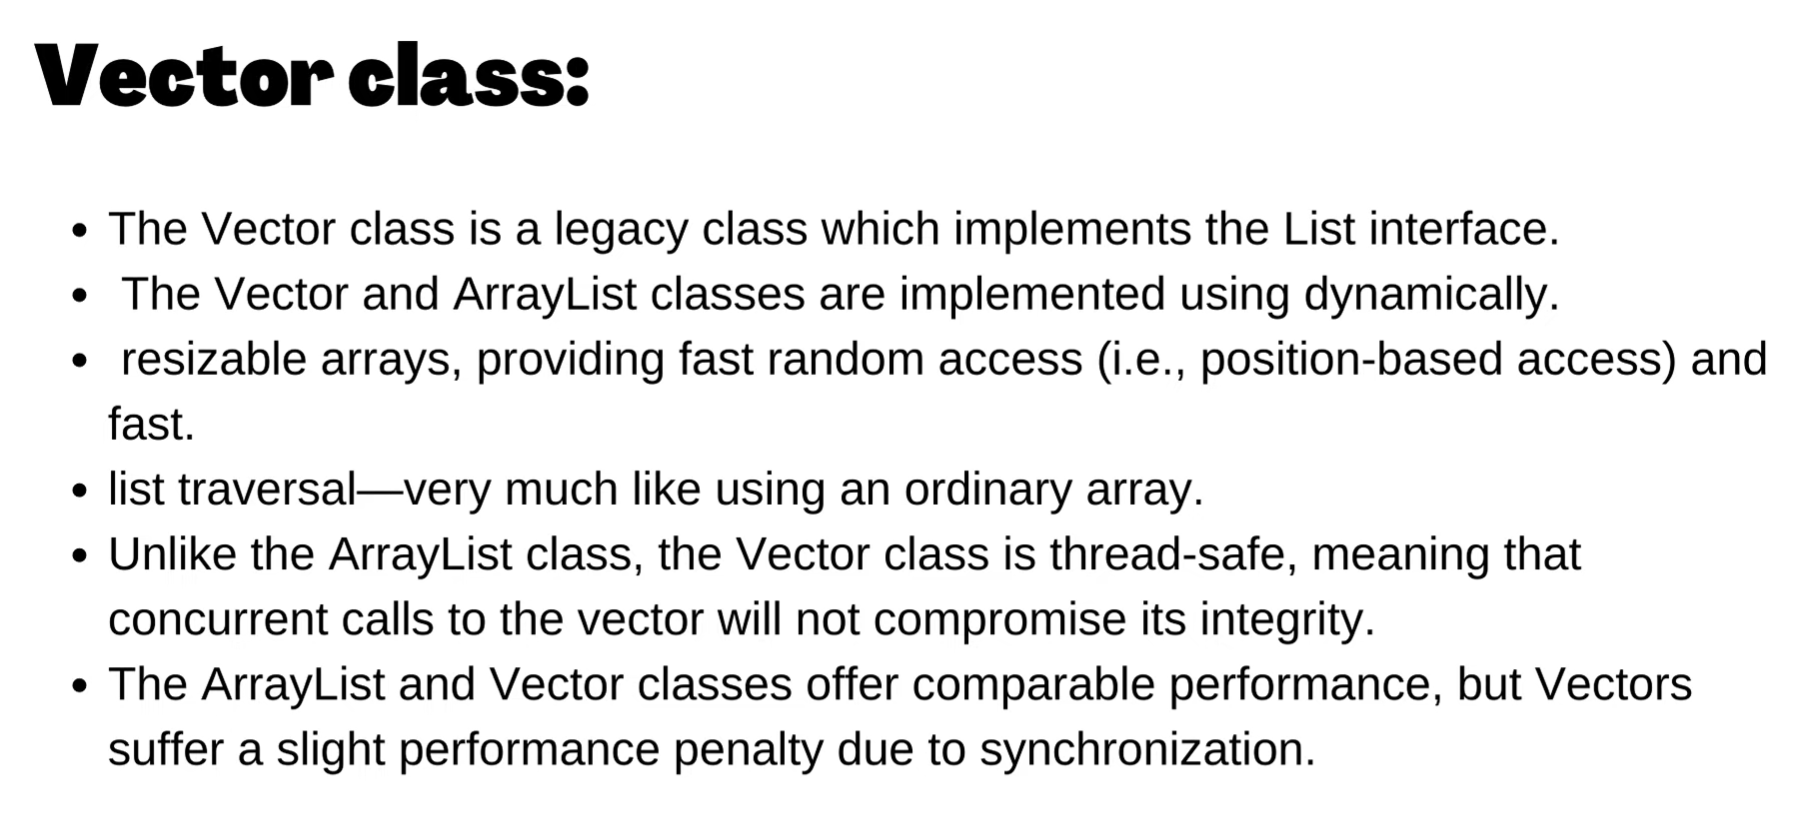 Vector class:
• The Vector class is a legacy class which implements the List interface.
• The Vector and ArrayList classes are implemented using dynamically.
• resizable arrays, providing fast random access (i.e., position-based access) and
fast.
• list traversal—very much like using an ordinary array.
• Unlike the ArrayList class, the Vector class is thread-safe, meaning that
concurrent calls to the vector will not compromise its integrity.
• The ArrayList and Vector classes offer comparable performance, but Vectors
suffer a slight performance penalty due to synchronization.